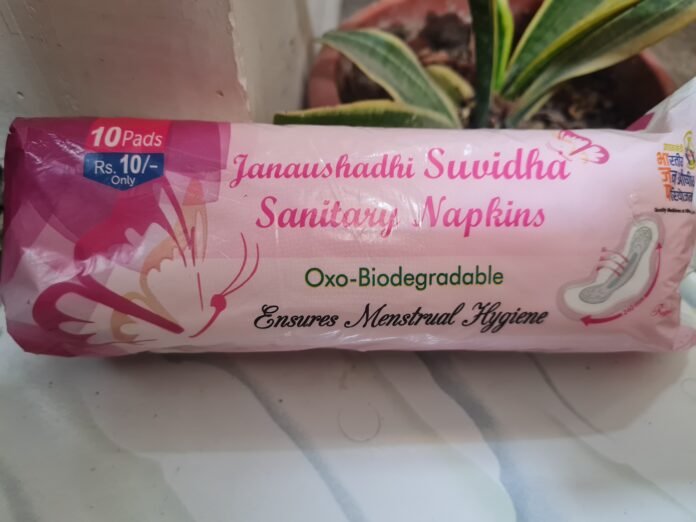 10 Pads
Rs. 10/-
Only
Janaushadhi Suvidha
Sanitary Napkins
Oxo-Biodegradable
Ensures Menstrual Hygiene